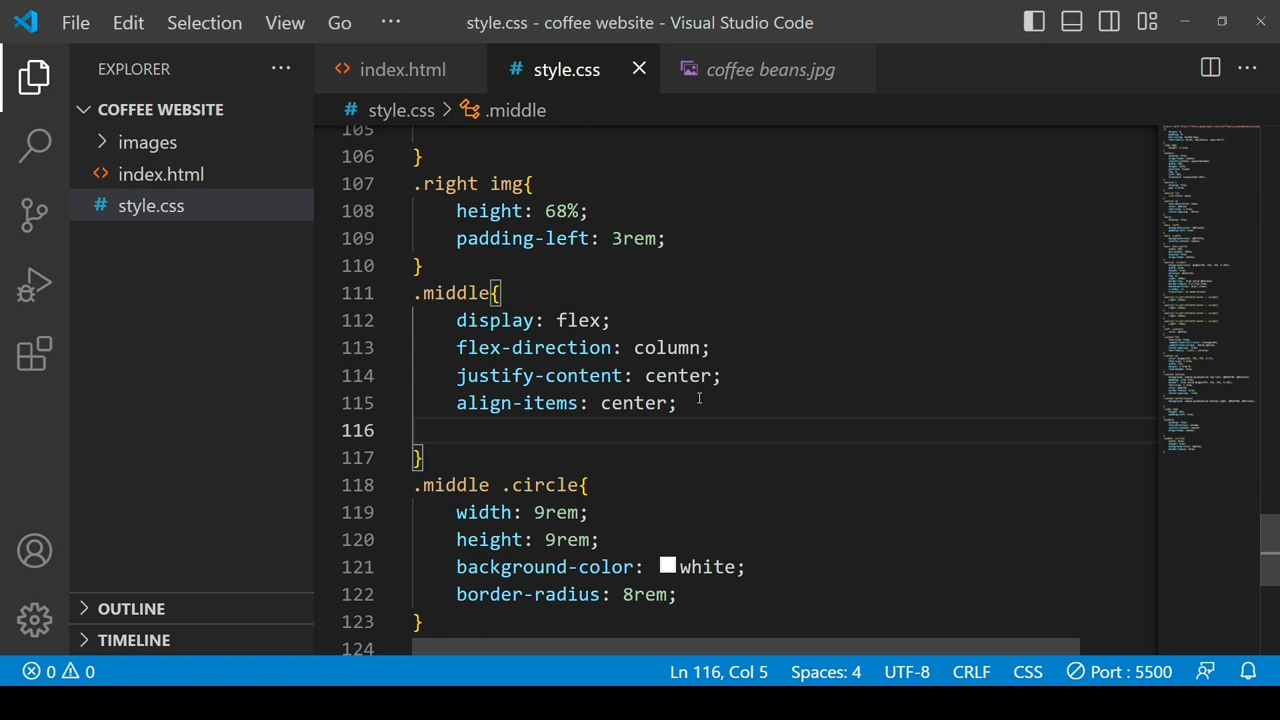 File Edit Selection View Go ··· style.css - coffee website - Visual Studio Code
EXPLORER ···
index.html
style.css
coffee beans.jpg
···
COFFEE WEBSITE
images
index.html
style.css
OUTLINE
TIMELINE
style.css > .middle
105
106 }
107 .right img{
108 height: 68%;
109 padding-left: 3rem;
110 }
111 .middle{
112 display: flex;
113 flex-direction: column;
114 justify-content: center;
115 align-items: center;
116
117 }
118 .middle .circle{
119 width: 9rem;
120 height: 9rem;
121 background-color: white;
122 border-radius: 8rem;
123 }
124
0 0 Ln 116, Col 5 Spaces: 4 UTF-8 CRLF CSS Port : 5500